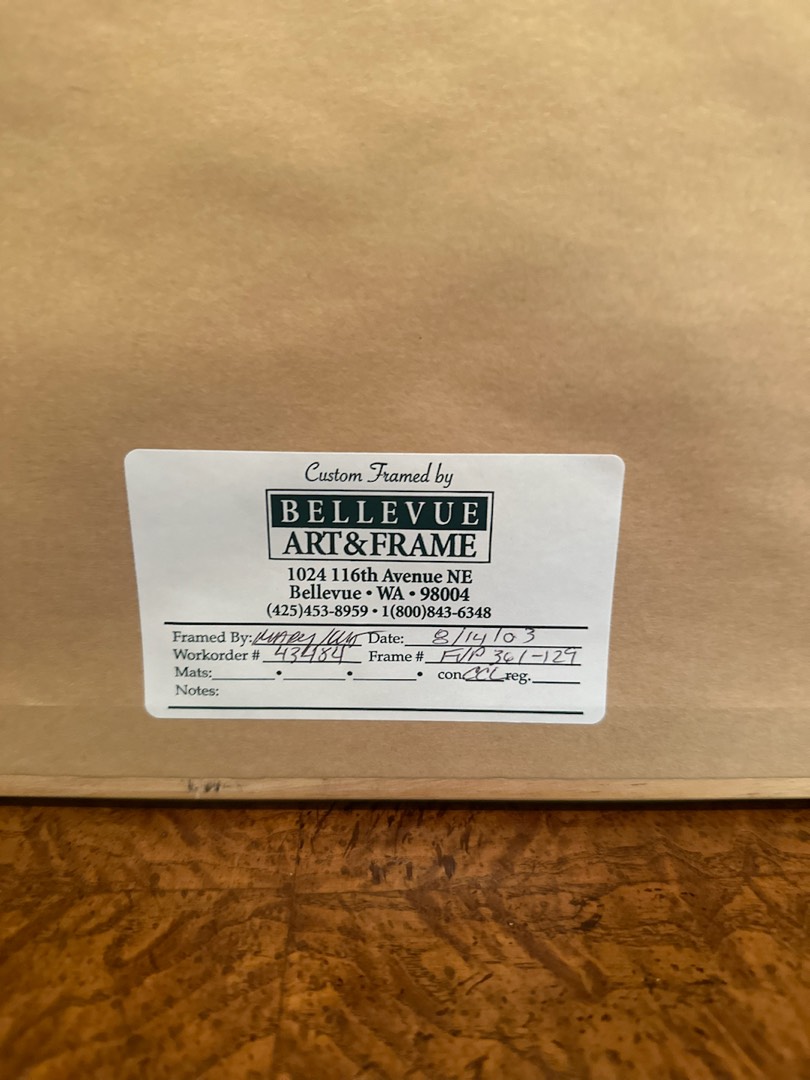 Custom Framed by
BELLEVUE
ART&FRAME
1024 116th Avenue NE
Bellevue • WA • 98004
(425)453-8959 • 1(800)843-6348
Framed By: Date: 8/14/03
Workorder # 43484 Frame # FVP 361-129
Mats: • • • con. CCL reg.
Notes: